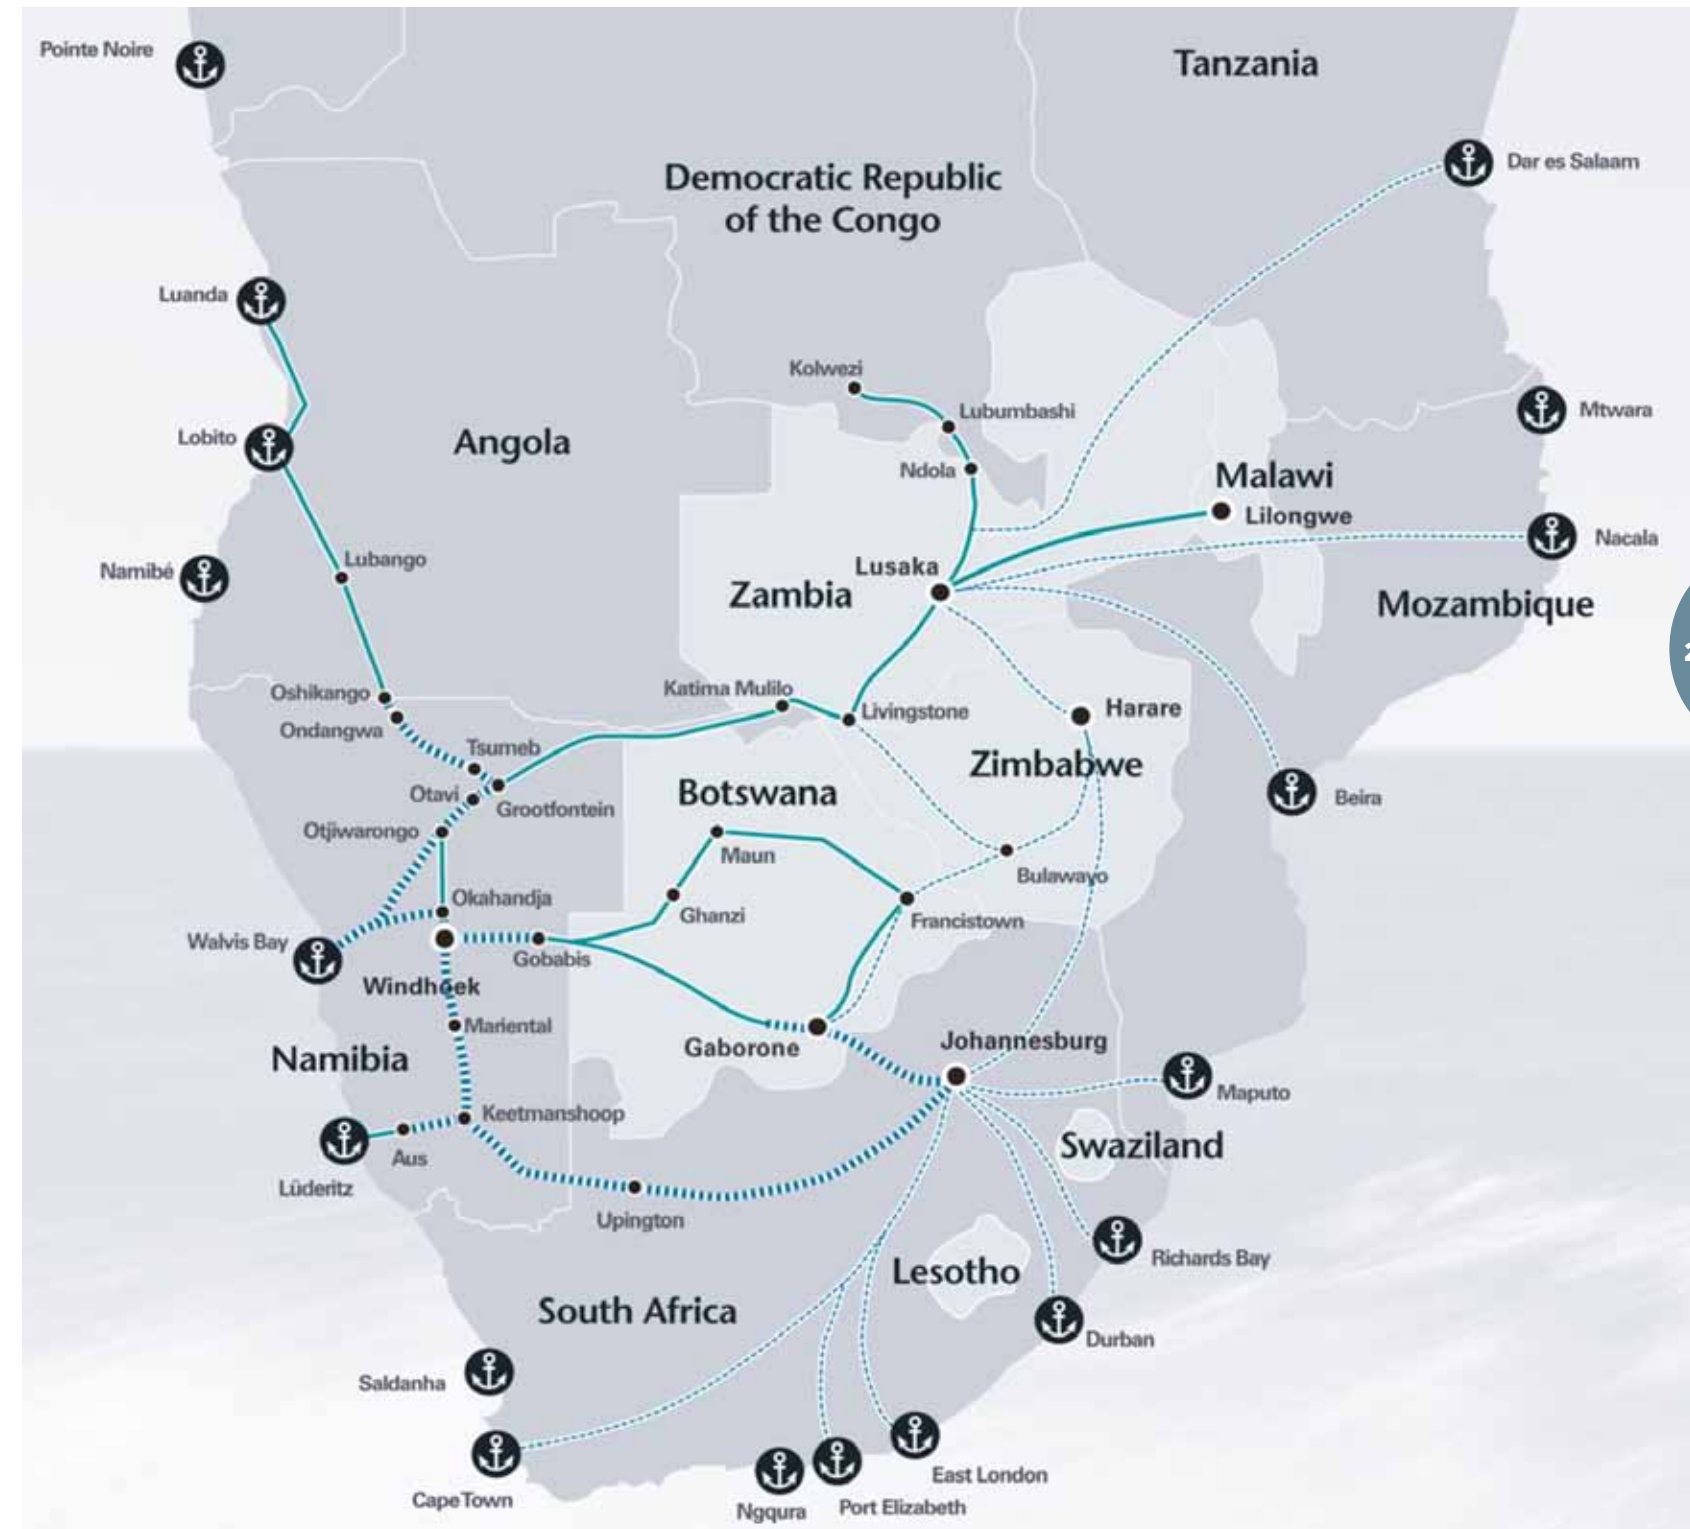 Pointe Noire
Tanzania
Dar es Salaam
Democratic Republic
of the Congo
Luanda
Kolwezi
Lubumbashi
Mtwara
Lobito
Angola
Ndola
Malawi
Lilongwe
Nacala
Namibé
Lubango
Lusaka
Zambia
Mozambique
2
Oshikango
Katima Mulilo
Livingstone
Harare
Ondangwa
Tsumeb
Zimbabwe
Otavi
Botswana
Beira
Grootfontein
Otjiwarongo
Maun
Bulawayo
Okahandja
Ghanzi
Francistown
Walvis Bay
Gobabis
Windhoek
Mariental
Gaborone
Johannesburg
Namibia
Maputo
Keetmanshoop
Swaziland
Aus
Lüderitz
Upington
Richards Bay
Lesotho
South Africa
Durban
Saldanha
East London
Cape Town
Ngqura
Port Elizabeth